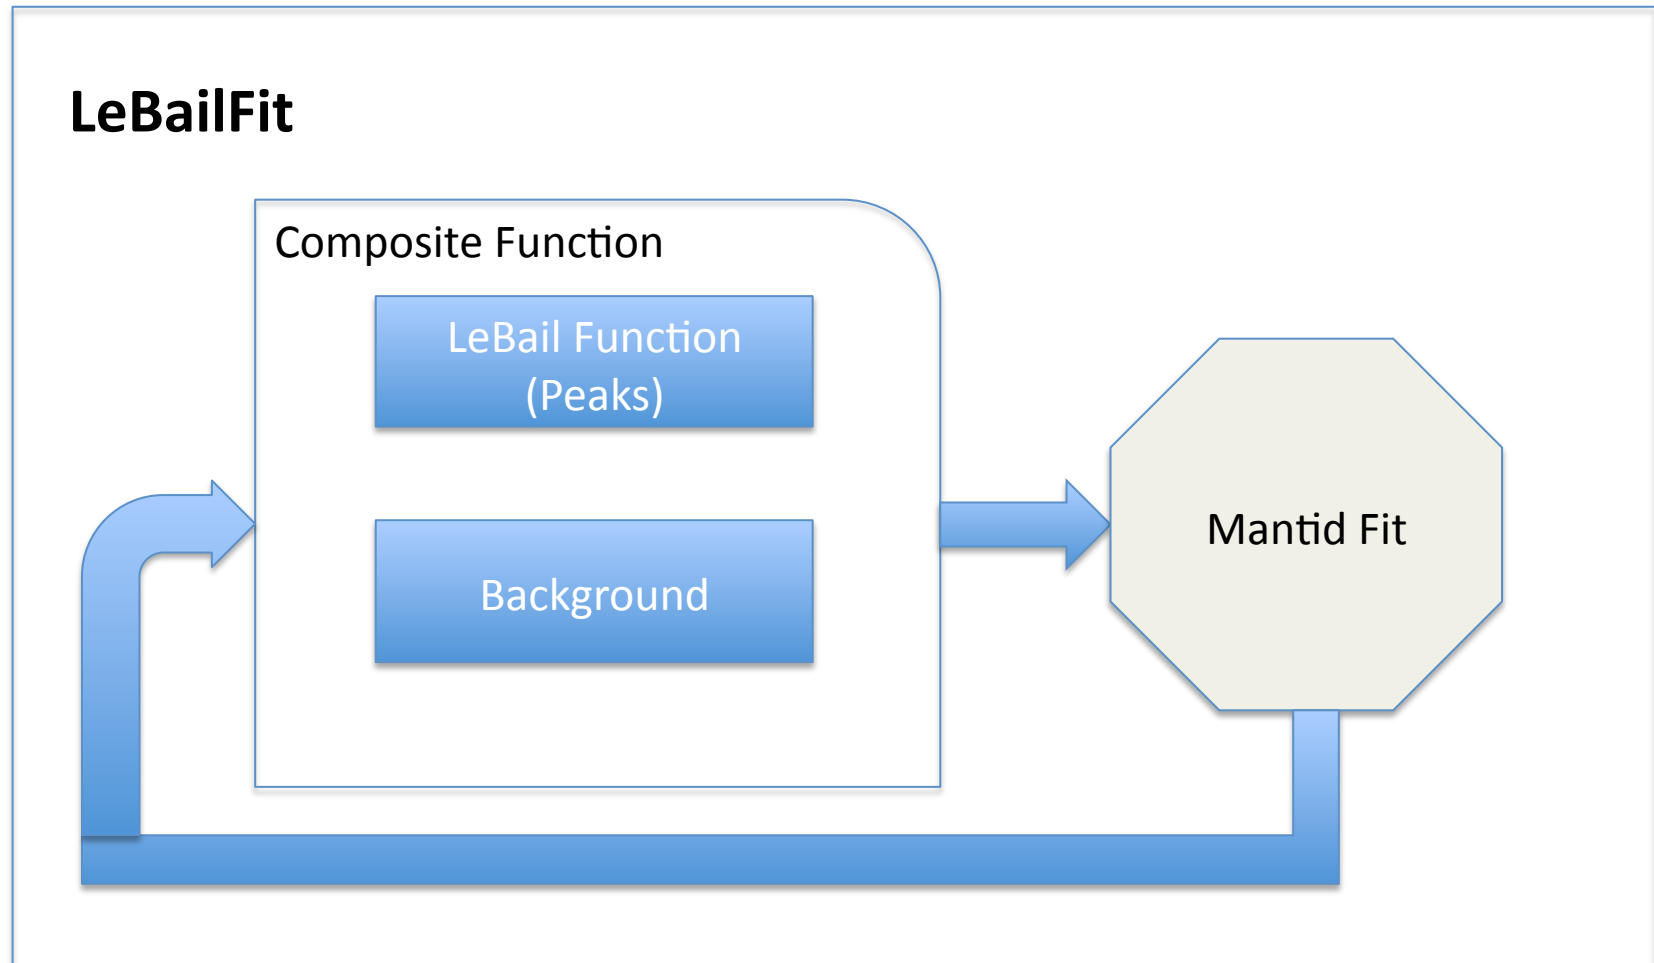 LeBailFit
Composite Function
LeBail Function
(Peaks)
Background
Mantid Fit